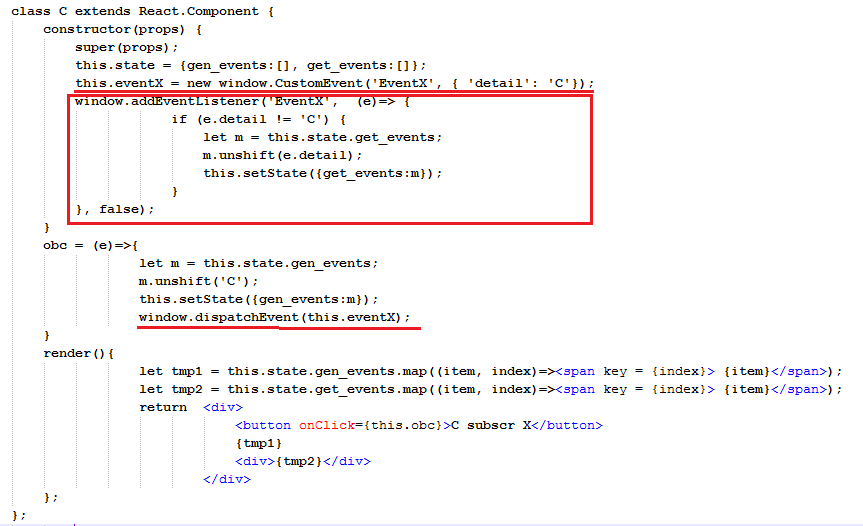 class C extends React.Component {
constructor(props) {
super(props);
this.state = {gen_events:[], get_events:[]};
this.eventX = new window.CustomEvent('EventX', { 'detail': 'C'});
window.addEventListener('EventX', (e)=> {
if (e.detail != 'C') {
let m = this.state.get_events;
m.unshift(e.detail);
this.setState({get_events:m});
}
}, false);
}
obc = (e)=>{
let m = this.state.gen_events;
m.unshift('C');
this.setState({gen_events:m});
window.dispatchEvent(this.eventX);
}
render(){
let tmp1 = this.state.gen_events.map((item, index)=><span key = {index}> {item}</span>);
let tmp2 = this.state.get_events.map((item, index)=><span key = {index}> {item}</span>);
return <div>
<button onClick={this.obc}>C subscr X</button>
{tmp1}
<div>{tmp2}</div>
</div>
};
};